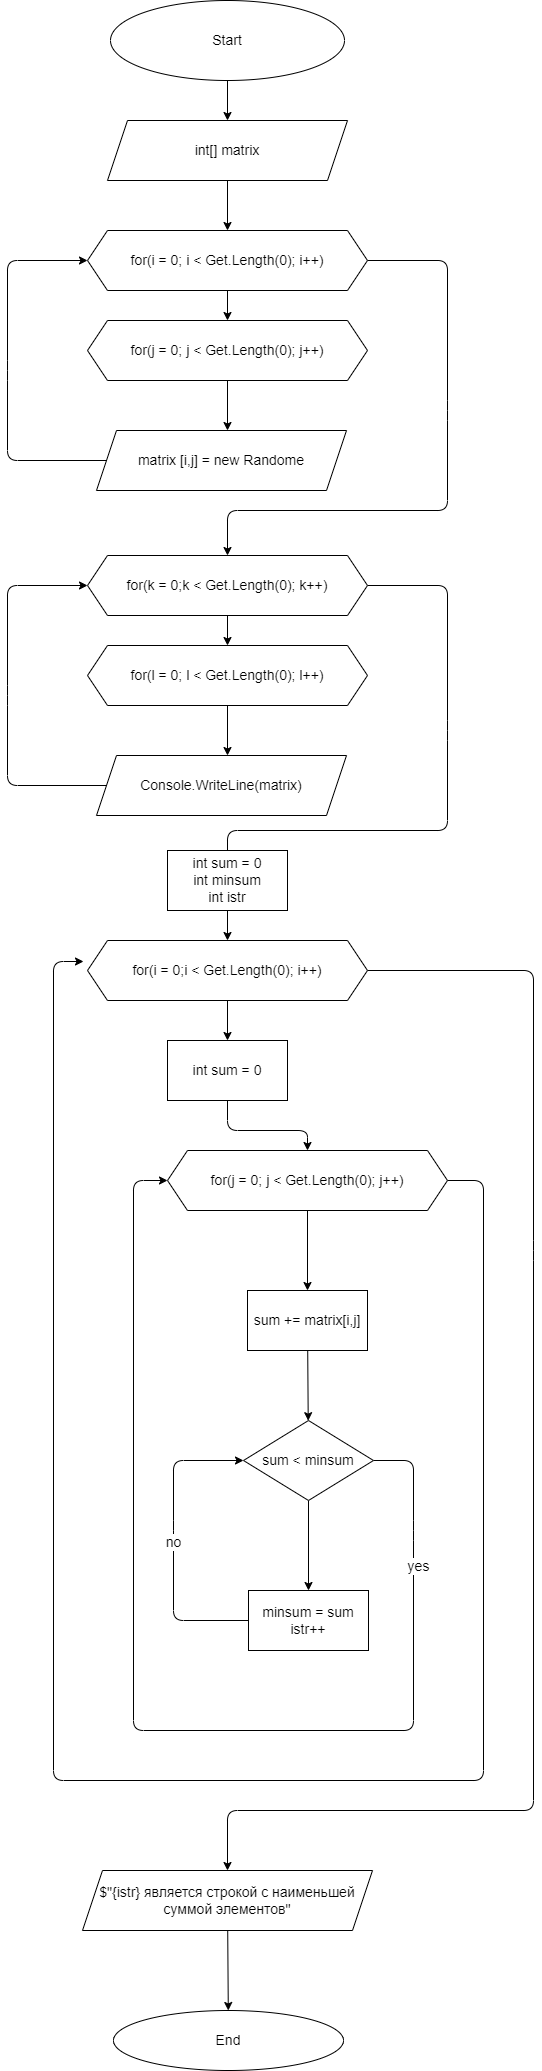 Start
int[] matrix
for(i = 0; i < Get.Length(0); i++)
for(j = 0; j < Get.Length(0); j++)
matrix [i,j] = new Randome
for(k = 0;k < Get.Length(0); k++)
for(l = 0; l < Get.Length(0); l++)
Console.WriteLine(matrix)
int sum = 0
int minsum
int istr
for(i = 0;i < Get.Length(0); i++)
int sum = 0
for(j = 0; j < Get.Length(0); j++)
sum += matrix[i,j]
sum < minsum
no
yes
minsum = sum
istr++
$"{istr} является строкой с наименьшей
суммой элементов"
End